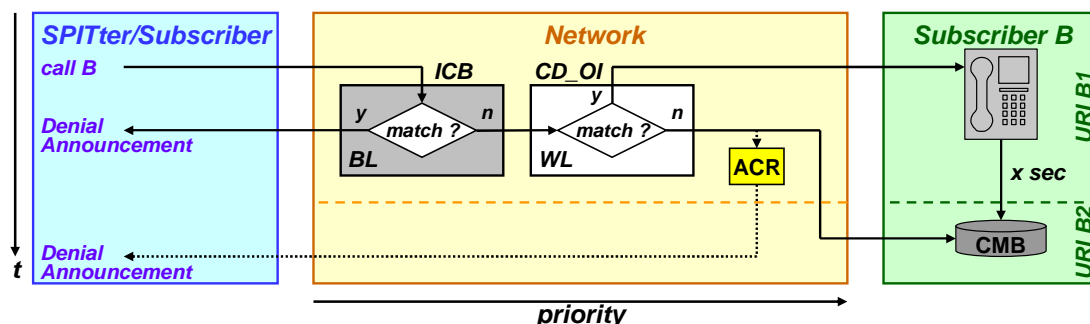 SPITter/Subscriber
Network
Subscriber B
call B
ICB
CD_OI
y
n
y
n
match ?
match ?
Denial
Announcement
BL
WL
ACR
URI B1
x sec
Denial
Announcement
CMB
URI B2
t
priority